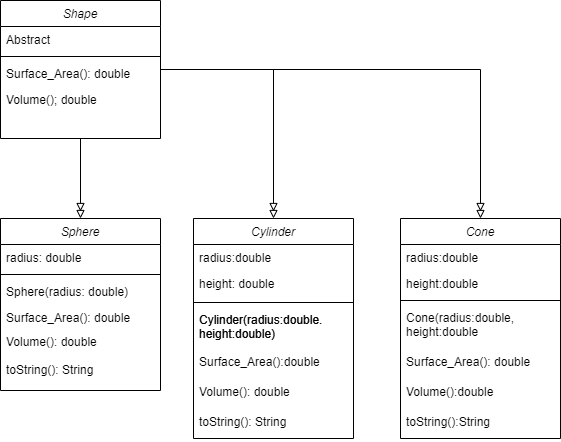 Shape
Abstract
Surface_Area(): double
Volume(); double
Sphere
radius: double
Sphere(radius: double)
Surface_Area(): double
Volume(): double
toString(): String
Cylinder
radius:double
height: double
Cylinder(radius:double.
height:double)
Surface_Area():double
Volume(): double
toString(): String
Cone
radius:double
height:double
Cone(radius:double,
height:double
Surface_Area(): double
Volume():double
toString():String